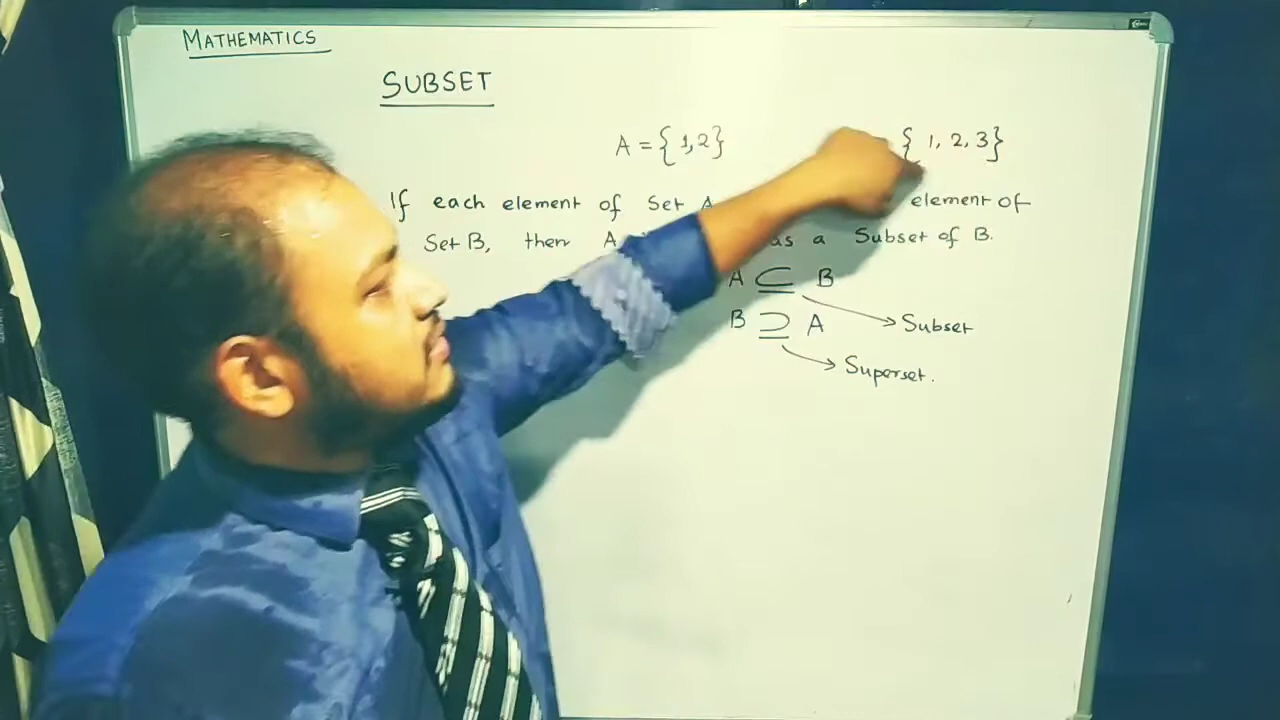 MATHEMATICS
SUBSET
A = { 1,2} { 1, 2, 3}
If each element of Set A element of
Set B, then A as a Subset of B.
A ⊆ B
B ⊇ A
Subset
Superset.